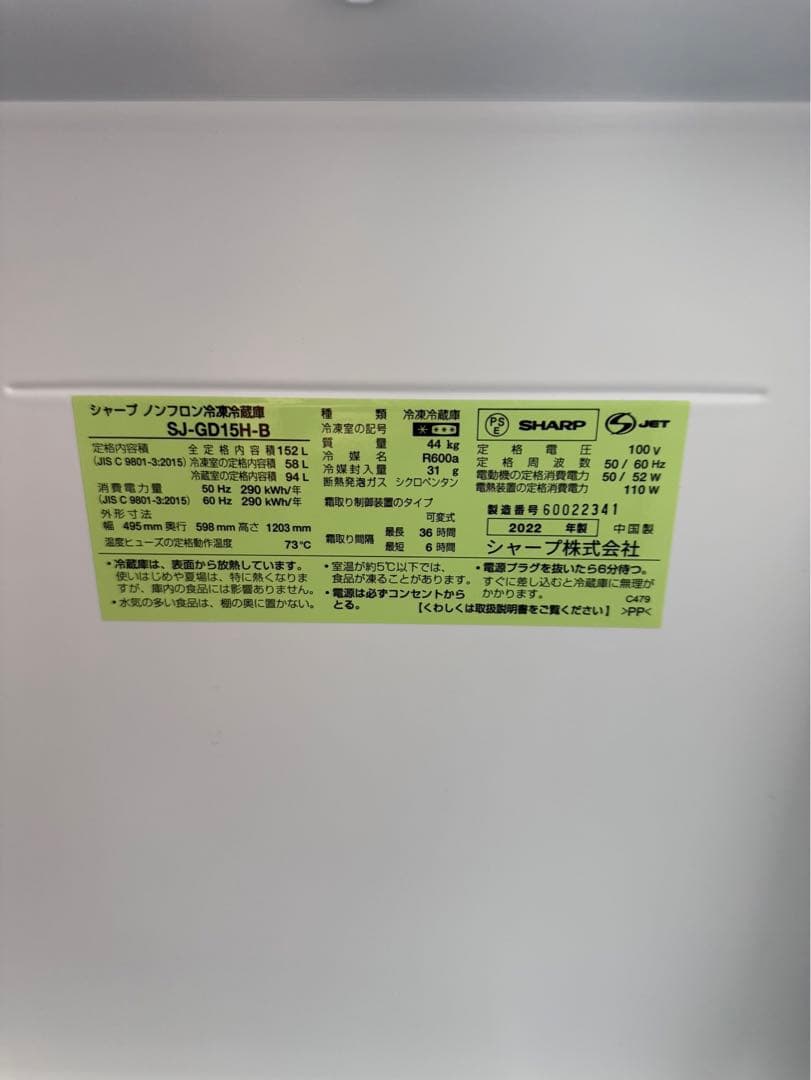 シャープ ノンフロン冷凍冷蔵庫
SJ-GD15H-B
定格内容積 全定格内容積 152 L
(JIS C 9801-3:2015) 冷凍室の定格内容積 58 L
冷蔵室の定格内容積 94 L
消費電力量 50 Hz 290 kWh/年
(JIS C 9801-3:2015) 60 Hz 290 kWh/年
外形寸法
幅 495mm 奥行 598mm 高さ 1203mm
温度ヒューズの定格動作温度 73℃
種類 冷凍冷蔵庫
冷凍室の記号 ****
質量 44 kg
冷媒名 R600a
冷媒封入量 31 g
断熱発泡ガス シクロペンタン
霜取り制御装置のタイプ
可変式
霜取り間隔 最長 36 時間
最短 6 時間
PSE SHARP JET
定格電圧 100 V
定格周波数 50 / 60 Hz
電動機の定格消費電力 50 / 52 W
電熱装置の定格消費電力 110 W
製造番号 60022341
2022 年製 中国製
シャープ株式会社
・冷蔵庫は、表面から放熱しています。
使いはじめや夏場は、特に熱くなりま
すが、庫内の食品には影響ありません。
・水気の多い食品は、棚の奥に置かない。
・室温が約5℃以下では、
食品が凍ることがあります。
・電源は必ずコンセントから
とる。
・電源プラグを抜いたら6分待つ。
すぐに差し込むと冷蔵庫に無理が
かかります。 C479
【くわしくは取扱説明書をご覧ください】 >PP<